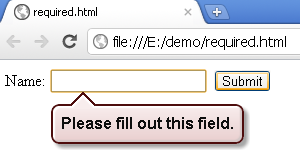 required.html
file:///E:/demo/required.html
Name: Submit
Please fill out this field.